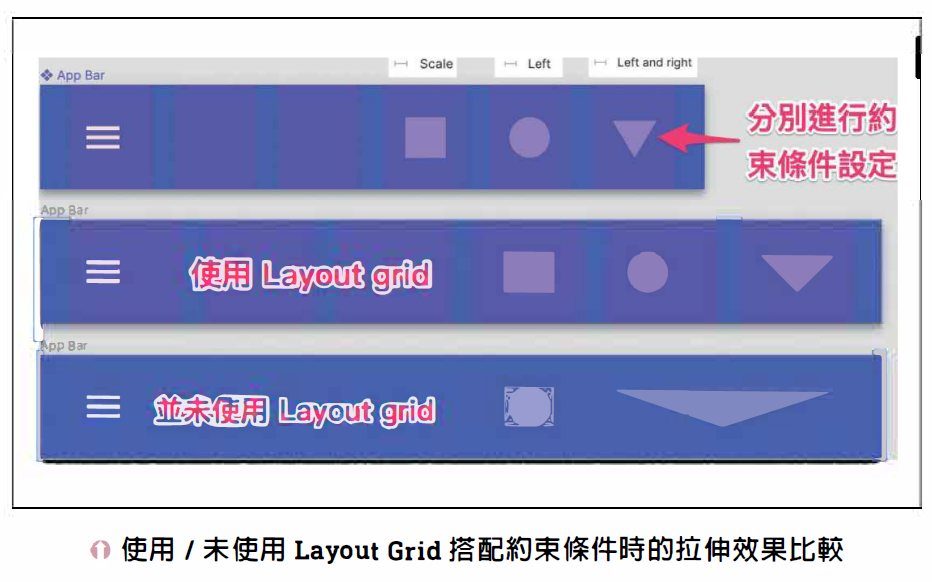 Scale
Left
Left and right
App Bar
分別進行約
束條件設定
App Bar
使用 Layout grid
App Bar
並未使用 Layout grid
使用 / 未使用 Layout Grid 搭配約束條件時的拉伸效果比較